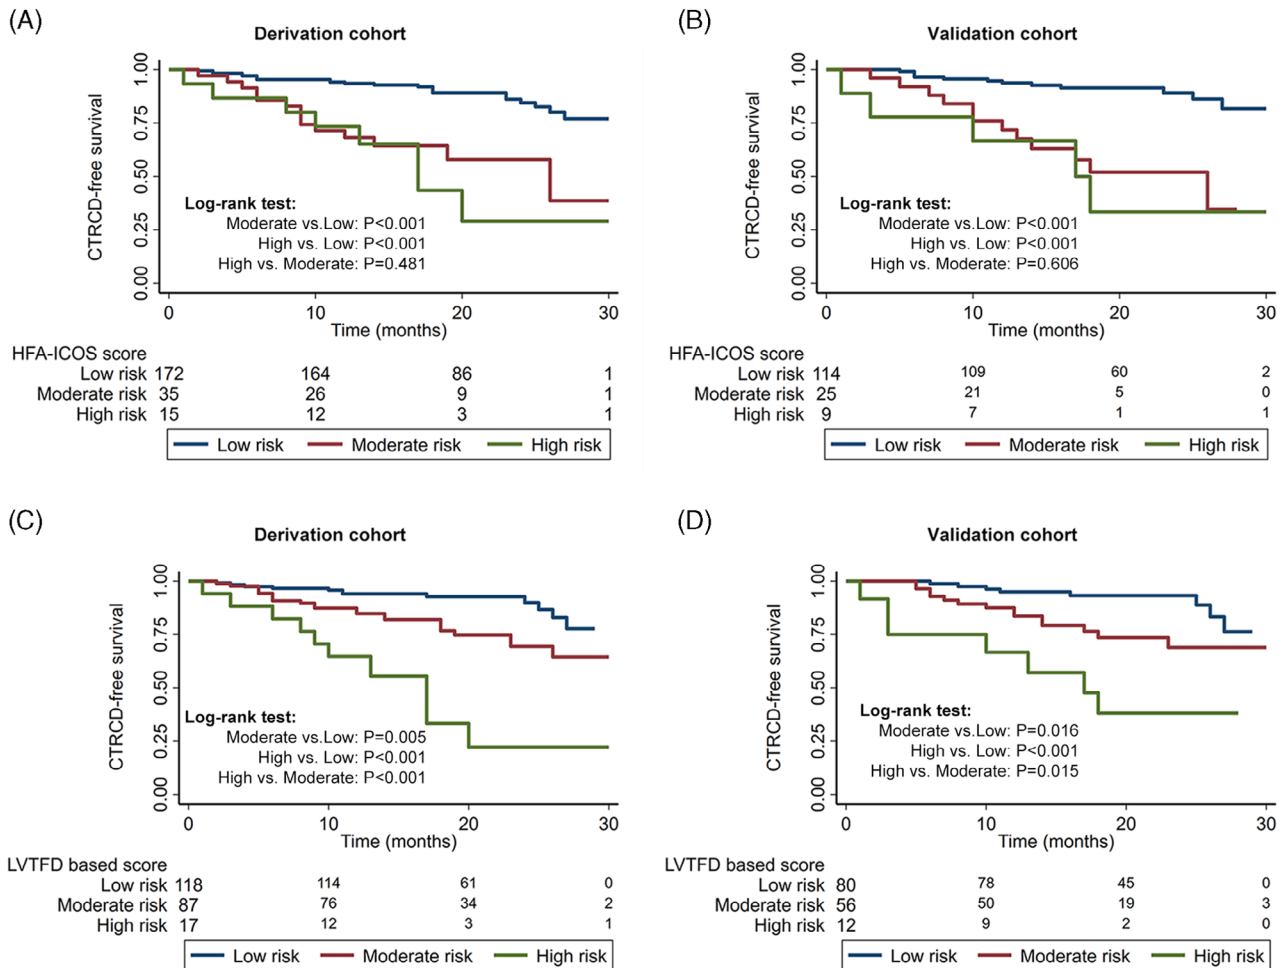 (A)
Derivation cohort
CTRCD-free survival
1.00
0.75
0.50
0.25
0.00
Log-rank test:
Moderate vs.Low: P<0.001
High vs. Low: P<0.001
High vs. Moderate: P=0.481
0 10 20 30
Time (months)
HFA-ICOS score
Low risk 172 164 86 1
Moderate risk 35 26 9 1
High risk 15 12 3 1
Low risk Moderate risk High risk
(B)
Validation cohort
CTRCD-free survival
1.00
0.75
0.50
0.25
0.00
Log-rank test:
Moderate vs.Low: P<0.001
High vs. Low: P<0.001
High vs. Moderate: P=0.606
0 10 20 30
Time (months)
HFA-ICOS score
Low risk 114 109 60 2
Moderate risk 25 21 5 0
High risk 9 7 1 1
Low risk Moderate risk High risk
(C)
Derivation cohort
CTRCD-free survival
1.00
0.75
0.50
0.25
0.00
Log-rank test:
Moderate vs.Low: P=0.005
High vs. Low: P<0.001
High vs. Moderate: P<0.001
0 10 20 30
Time (months)
LVTFD based score
Low risk 118 114 61 0
Moderate risk 87 76 34 2
High risk 17 12 3 1
Low risk Moderate risk High risk
(D)
Validation cohort
CTRCD-free survival
1.00
0.75
0.50
0.25
0.00
Log-rank test:
Moderate vs.Low: P=0.016
High vs. Low: P<0.001
High vs. Moderate: P=0.015
0 10 20 30
Time (months)
LVTFD based score
Low risk 80 78 45 0
Moderate risk 56 50 19 3
High risk 12 9 2 0
Low risk Moderate risk High risk